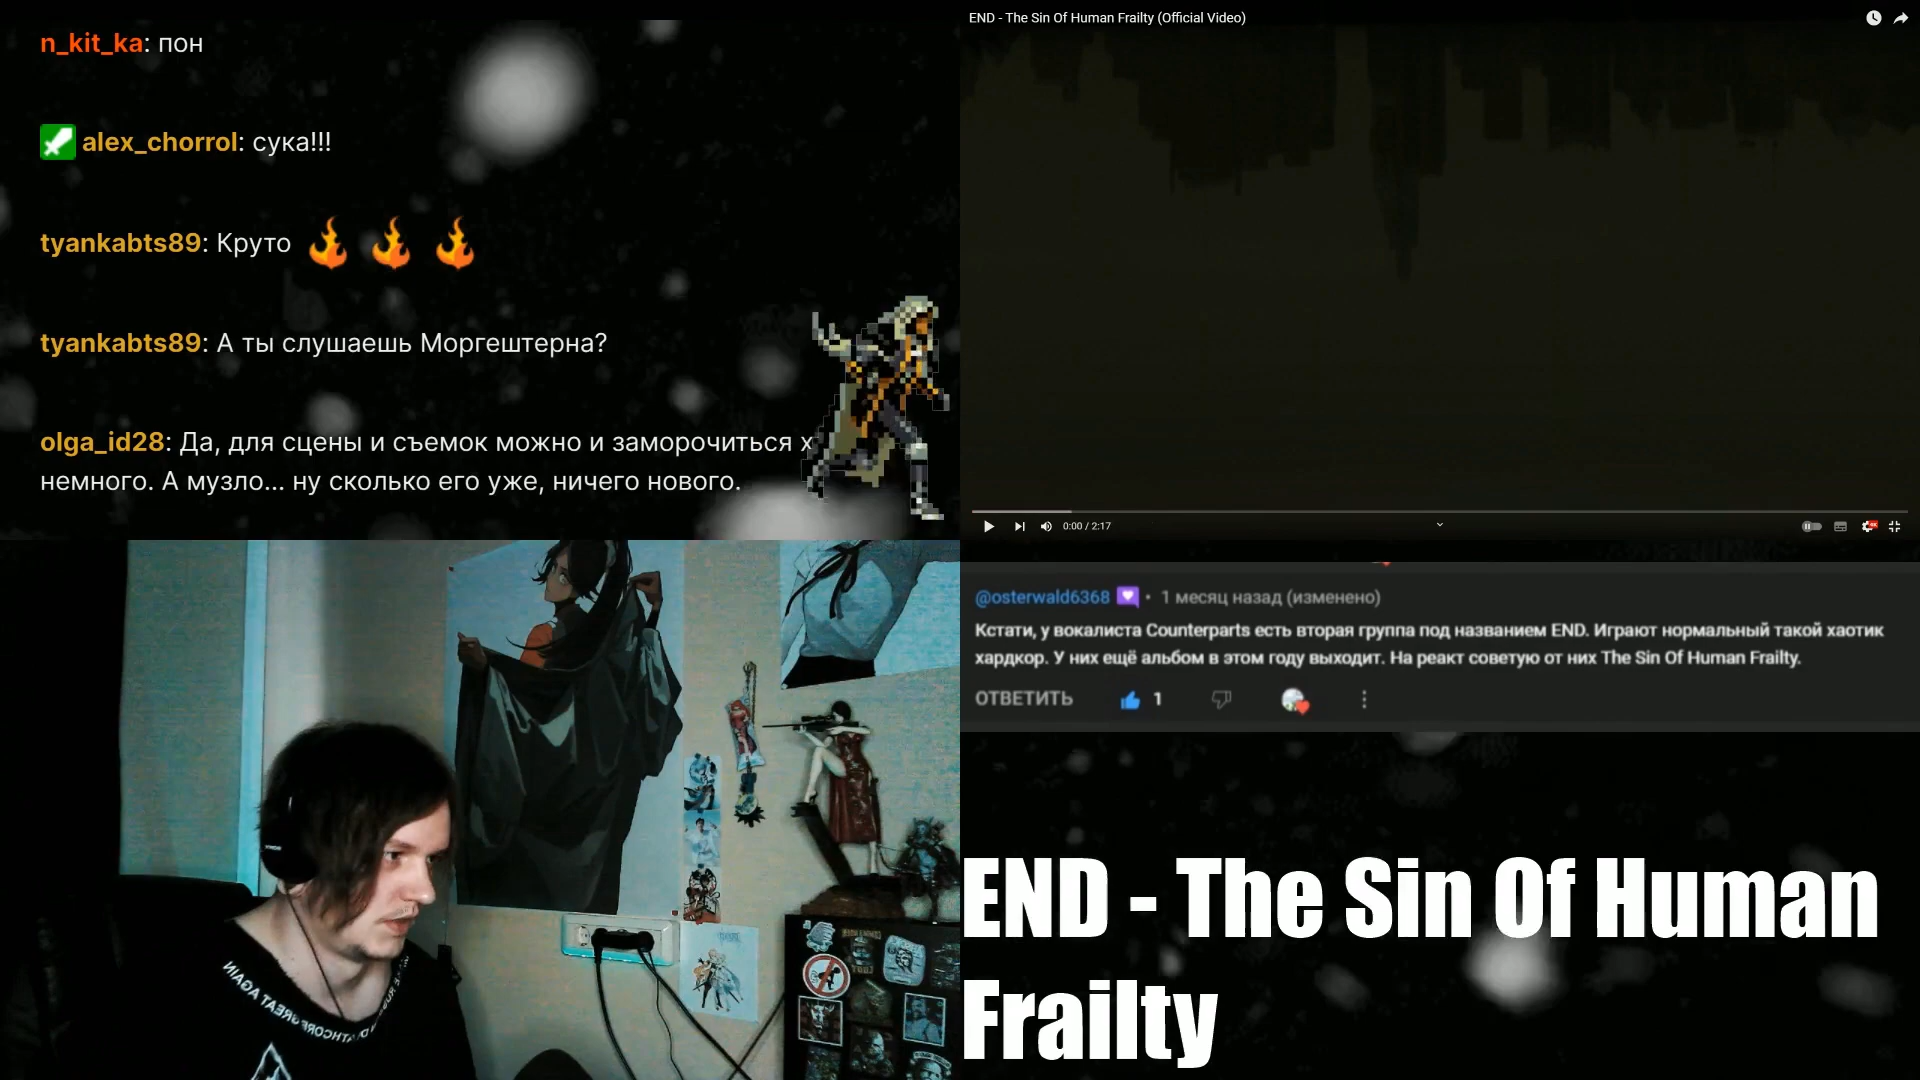 n_kit_ka: пон
alex_chorrol: сука!!!
tyankabts89: Круто
tyankabts89: А ты слушаешь Моргештерна?
olga_id28: Да, для сцены и съемок можно и заморочиться х
немного. А музло... ну сколько его уже, ничего нового.
END - The Sin Of Human Frailty (Official Video)
0:00 / 2:17
@osterwald6368 • 1 месяц назад (изменено)
Кстати, у вокалиста Counterparts есть вторая группа под названием END. Играют нормальный такой хаотик
хардкор. У них ещё альбом в этом году выходит. На реакт советую от них The Sin Of Human Frailty.
ОТВЕТИТЬ 1
END - The Sin Of Human
Frailty